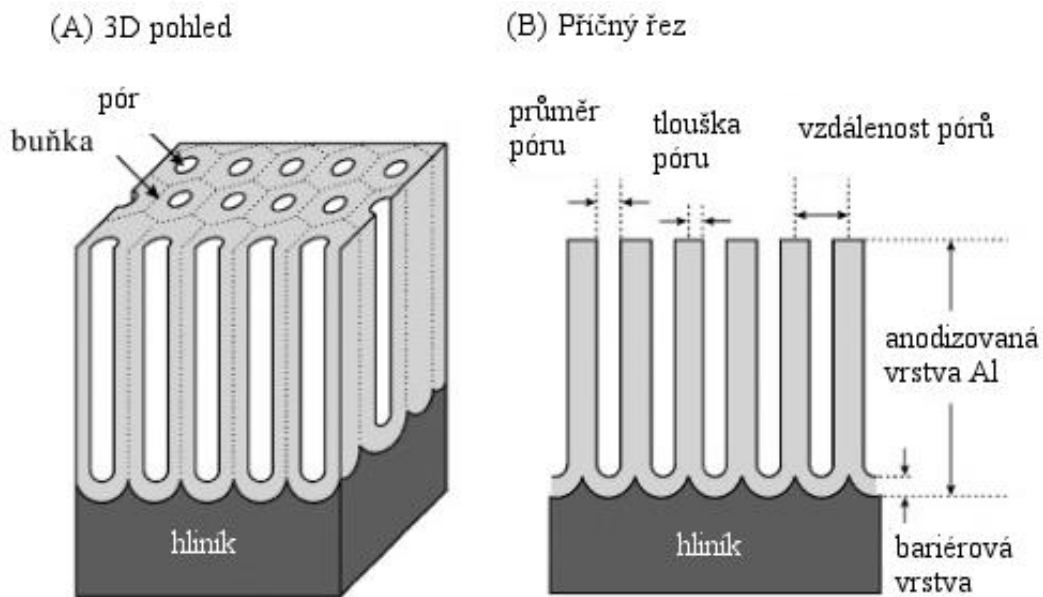 (A) 3D pohled
(B) Příčný řez
pór
buňka
průměr
póru
tlouška
póru
vzdálenost pórů
anodizovaná
vrstva Al
bariérová
vrstva
hliník
hliník